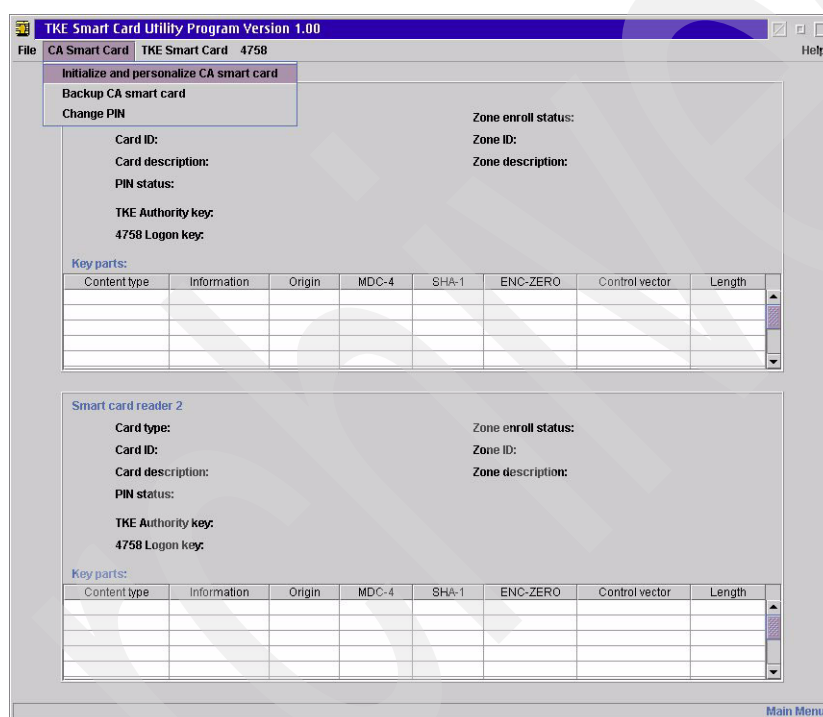 TKE Smart Card Utility Program Version 1.00
File CA Smart Card TKE Smart Card 4758 Help
Initialize and personalize CA smart card
Backup CA smart card
Change PIN
Zone enroll status:
Card ID: Zone ID:
Card description: Zone description:
PIN status:
TKE Authority key:
4758 Logon key:
Key parts:
Content type Information Origin MDC-4 SHA-1 ENC-ZERO Control vector Length
Smart card reader 2
Card type: Zone enroll status:
Card ID: Zone ID:
Card description: Zone description:
PIN status:
TKE Authority key:
4758 Logon key:
Key parts:
Content type Information Origin MDC-4 SHA-1 ENC-ZERO Control vector Length
Main Menu